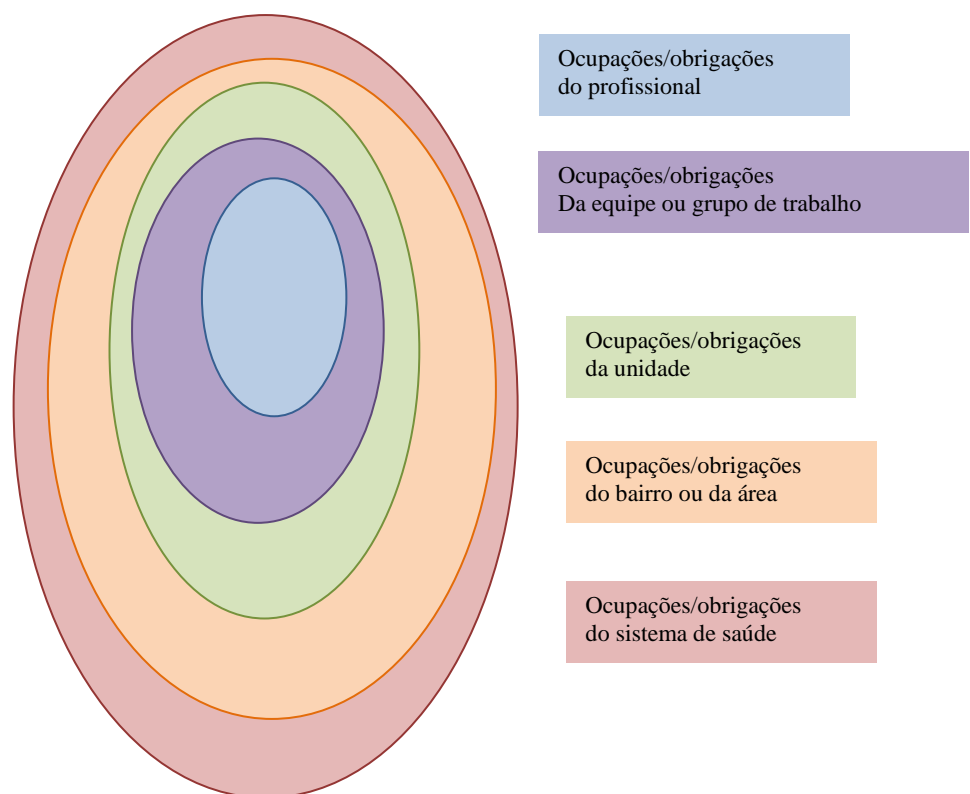 Ocupações/obrigações
do profissional
Ocupações/obrigações
Da equipe ou grupo de trabalho
Ocupações/obrigações
da unidade
Ocupações/obrigações
do bairro ou da área
Ocupações/obrigações
do sistema de saúde